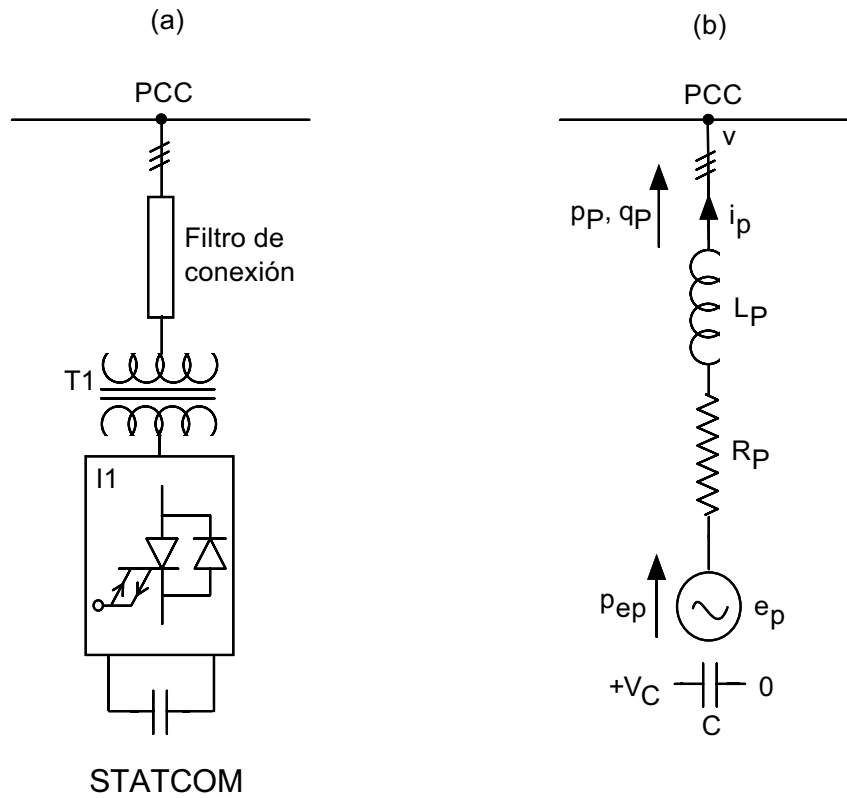 (a)
PCC
Filtro de
conexión
T1
I1
STATCOM
(b)
PCC
v
pP, qP
ip
LP
RP
pep
ep
+VC
0
C